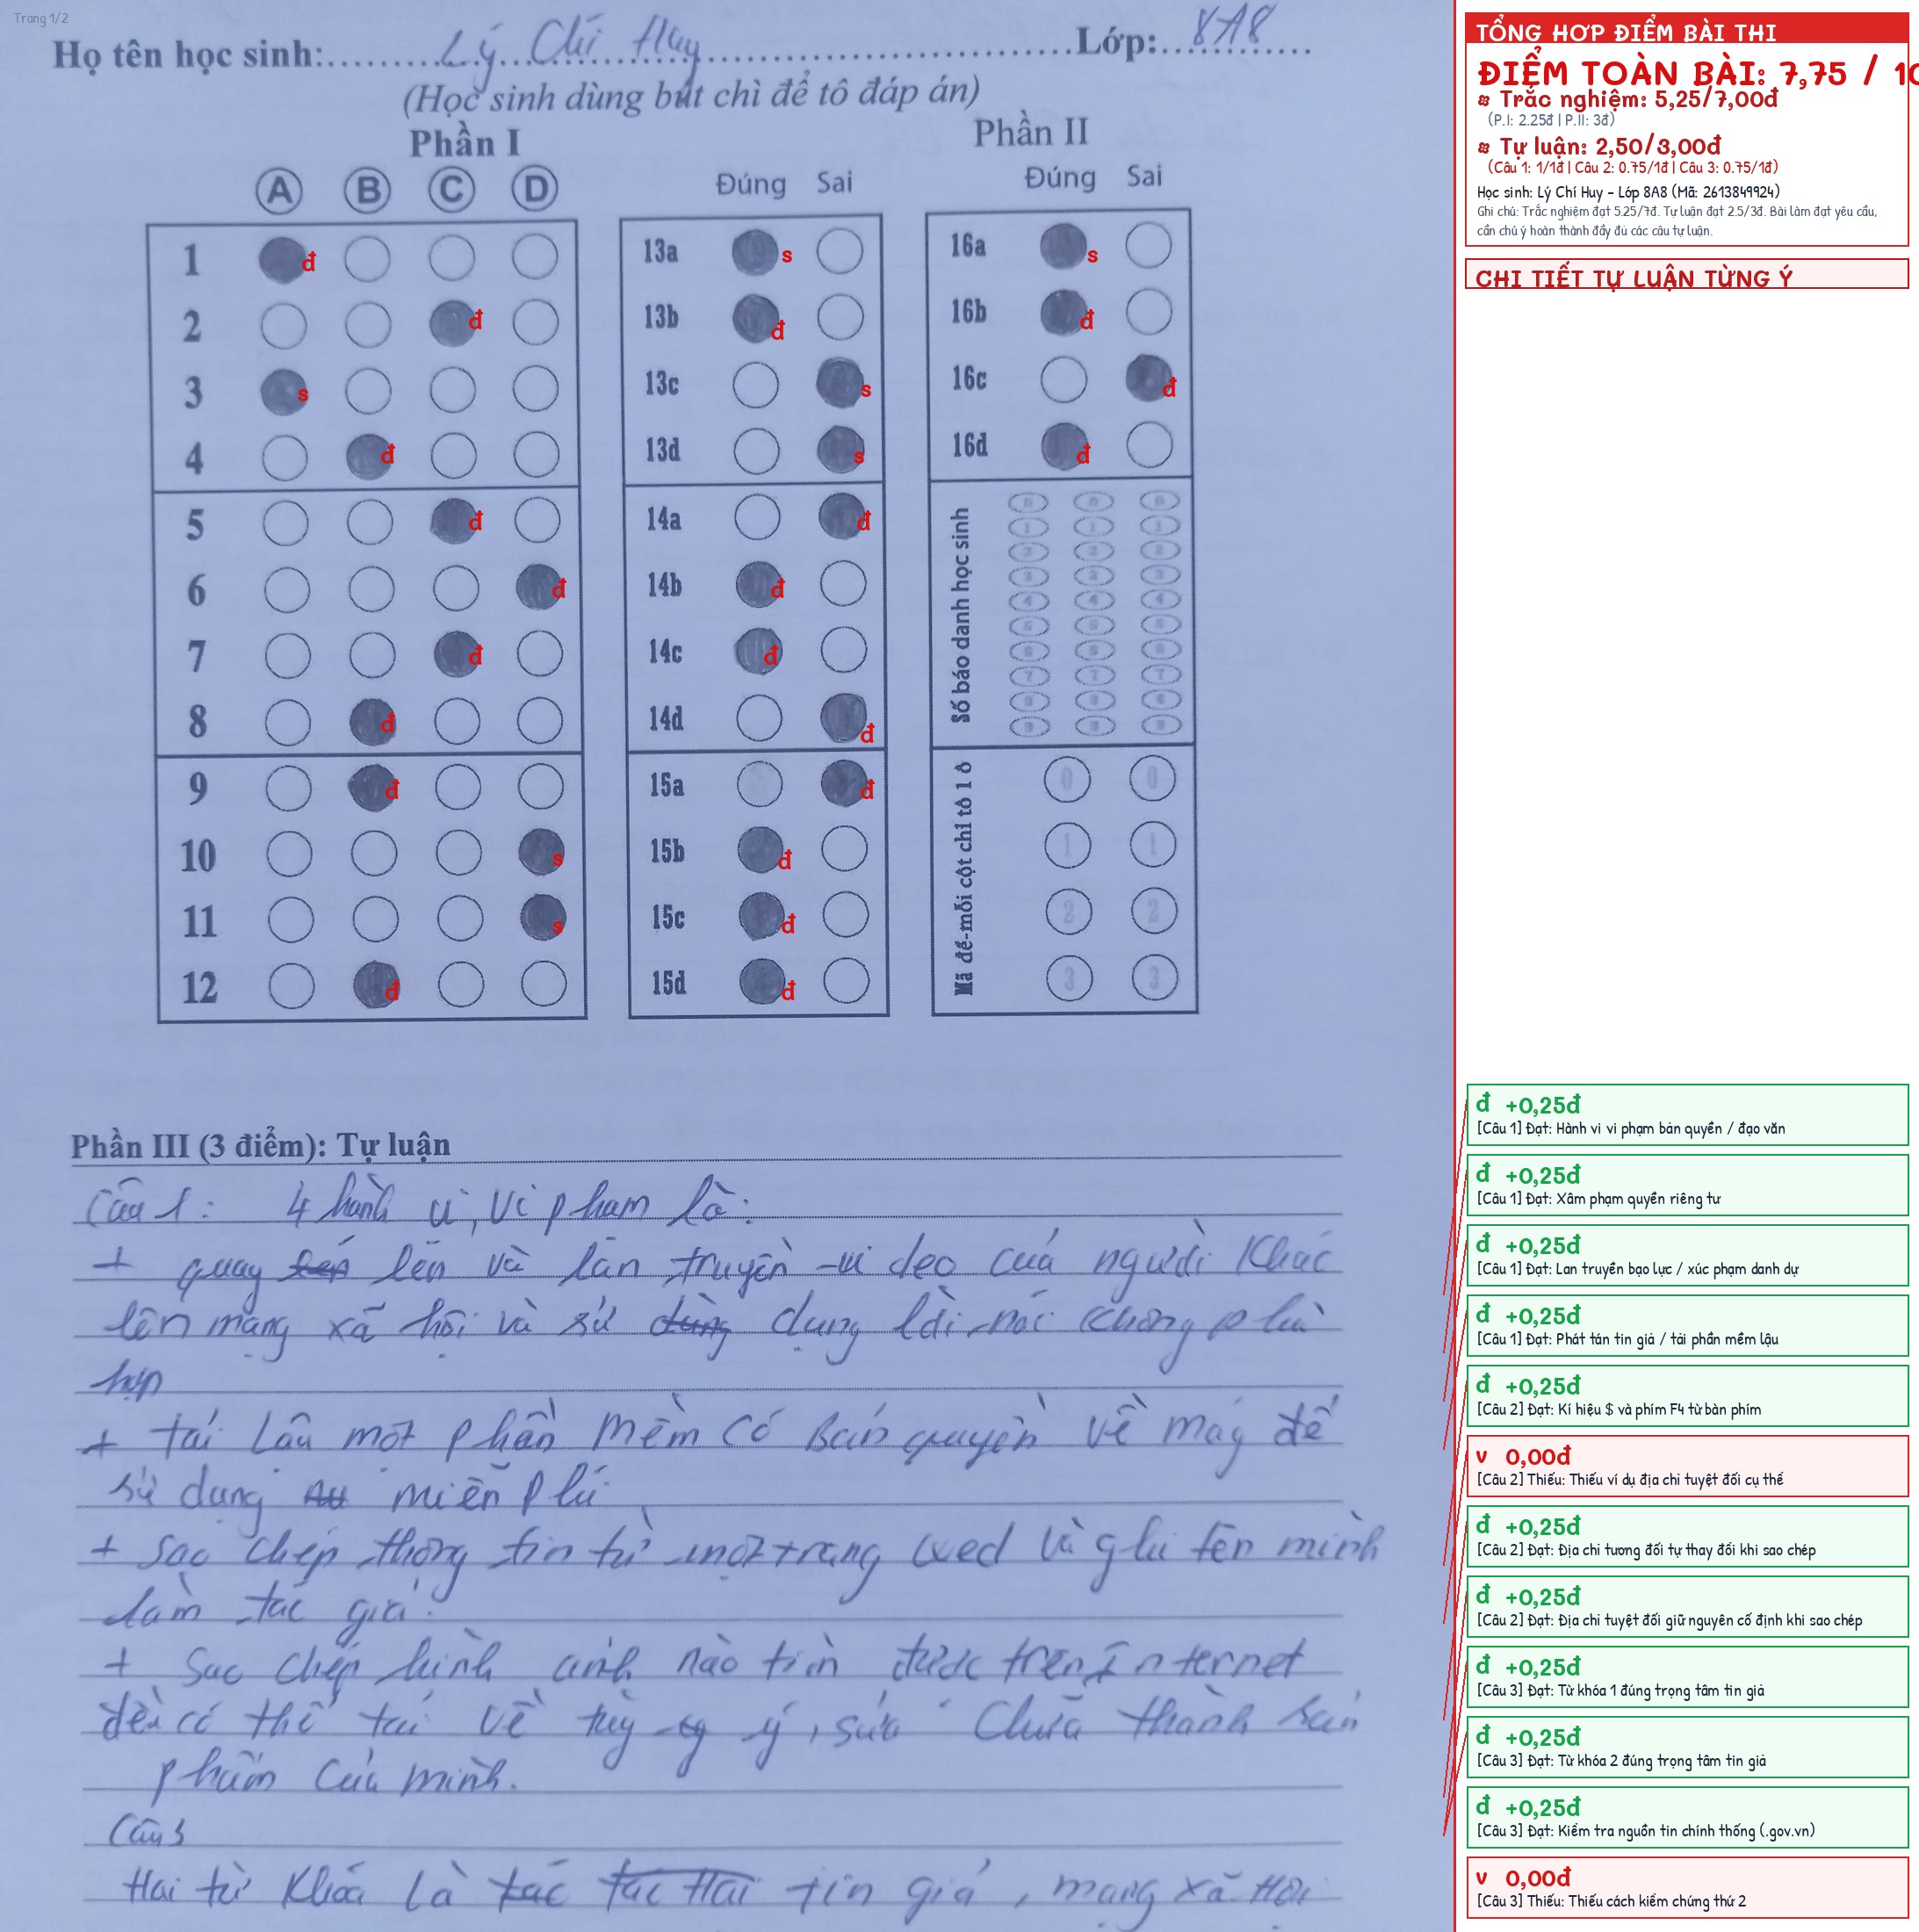 Trang 1/2
Họ tên học sinh:.........Lý Chí Huy.......................Lớp:...8A8.........
(Học sinh dùng bút chì để tô đáp án)
Phần I
A B C D
1 đ
2 đ
3 s
4 đ
5 đ
6 đ
7 đ
8 đ
9 đ
10 s
11 s
12 đ
Phần II
Đúng Sai
13a s
13b đ
13c s
13d s
14a đ
14b đ
14c đ
14d đ
15a đ
15b đ
15c đ
15d đ
Đúng Sai
16a s
16b đ
16c đ
16d đ
Số báo danh học sinh
Mã đề-mỗi cột chỉ tô 1 ô
0 0
1 1
2 2
3 3
Phần III (3 điểm): Tự luận
Câu 1: 4 hành vi, vi phạm là:
+ quay lén và lan truyền vi deo của người khác
lên mạng xã hội và sử dụng lời nói không phù
hợp
+ tải lậu một phần mềm có bản quyền về máy để
sử dụng miễn phí
+ sao chép thông tin từ một trang wed và ghi tên mình
làm tác giả.
+ sao chép hình ảnh nào tìm được trên Internet
đều có thể tải về tùy ý, sửa chữa thành sản
phẩm của mình.
Câu 3
Hai từ khóa là tin giả, mạng xã hội
TỔNG HỢP ĐIỂM BÀI THI
ĐIỂM TOÀN BÀI: 7,75 / 10
Trắc nghiệm: 5,25/7,00đ
(P.I: 2.25đ | P.II: 3đ)
Tự luận: 2,50/3,00đ
(Câu 1: 1/1đ | Câu 2: 0.75/1đ | Câu 3: 0.75/1đ)
Học sinh: Lý Chí Huy - Lớp 8A8 (Mã: 2613849924)
Ghi chú: Trắc nghiệm đạt 5.25/7đ. Tự luận đạt 2.5/3đ. Bài làm đạt yêu cầu,
cần chú ý hoàn thành đầy đủ các câu tự luận.
CHI TIẾT TỰ LUẬN TỪNG Ý
đ +0,25đ
[Câu 1] Đạt: Hành vi vi phạm bản quyền / đạo văn
đ +0,25đ
[Câu 1] Đạt: Xâm phạm quyền riêng tư
đ +0,25đ
[Câu 1] Đạt: Lan truyền bạo lực / xúc phạm danh dự
đ +0,25đ
[Câu 1] Đạt: Phát tán tin giả / tải phần mềm lậu
đ +0,25đ
[Câu 2] Đạt: Kí hiệu $ và phím F4 từ bàn phím
v 0,00đ
[Câu 2] Thiếu: Thiếu ví dụ địa chỉ tuyệt đối cụ thể
đ +0,25đ
[Câu 2] Đạt: Địa chỉ tương đối tự thay đổi khi sao chép
đ +0,25đ
[Câu 2] Đạt: Địa chỉ tuyệt đối giữ nguyên cố định khi sao chép
đ +0,25đ
[Câu 3] Đạt: Từ khóa 1 đúng trọng tâm tin giả
đ +0,25đ
[Câu 3] Đạt: Từ khóa 2 đúng trọng tâm tin giả
đ +0,25đ
[Câu 3] Đạt: Kiểm tra nguồn tin chính thống (.gov.vn)
v 0,00đ
[Câu 3] Thiếu: Thiếu cách kiểm chứng thứ 2